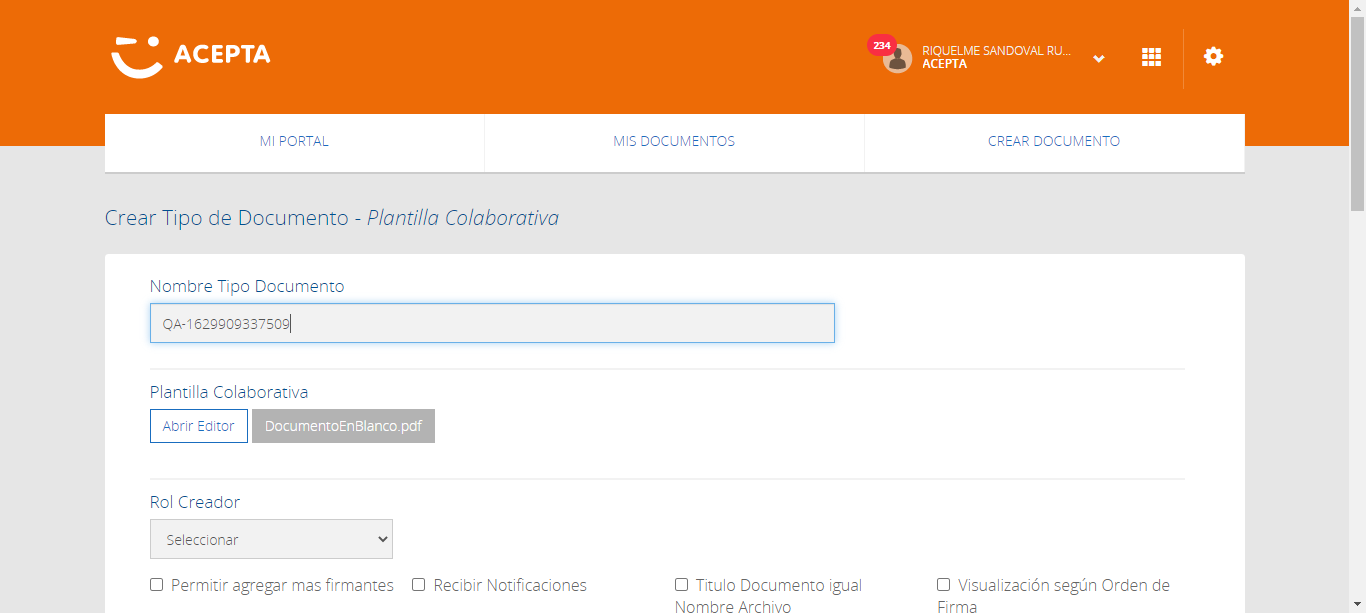 ACEPTA
234
RIQUELME SANDOVAL RU...
ACEPTA
MI PORTAL
MIS DOCUMENTOS
CREAR DOCUMENTO
Crear Tipo de Documento - Plantilla Colaborativa
Nombre Tipo Documento
QA-1629909337509
Plantilla Colaborativa
Abrir Editor
DocumentoEnBlanco.pdf
Rol Creador
Seleccionar
Permitir agregar mas firmantes
Recibir Notificaciones
Titulo Documento igual
Nombre Archivo
Visualización según Orden de
Firma